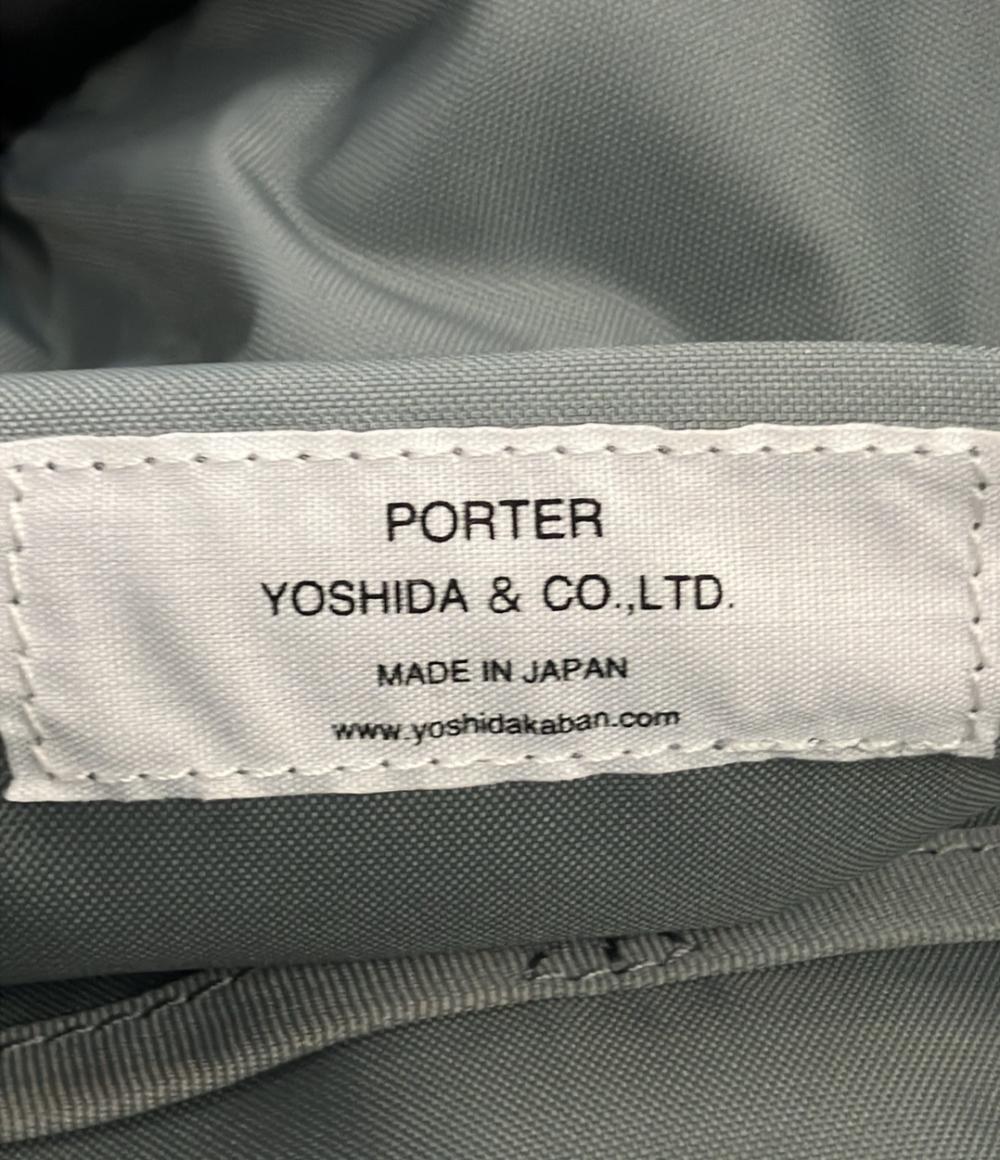 PORTER
YOSHIDA & CO.,LTD.
MADE IN JAPAN
www.yoshidakaban.com